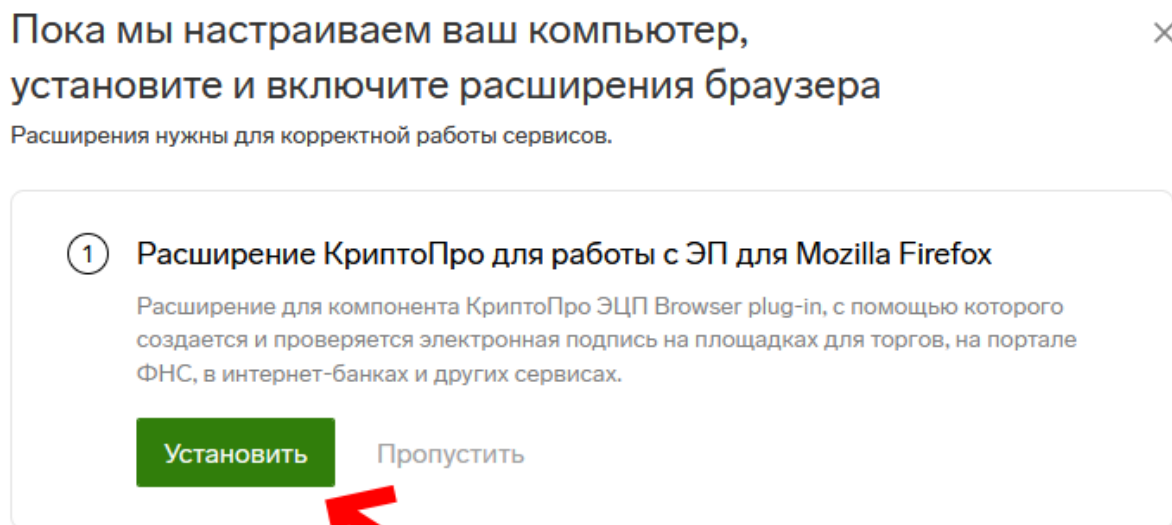 Пока мы настраиваем ваш компьютер,
установите и включите расширения браузера
Расширения нужны для корректной работы сервисов.
1 Расширение КриптоПро для работы с ЭП для Mozilla Firefox
Расширение для компонента КриптоПро ЭЦП Browser plug-in, с помощью которого
создается и проверяется электронная подпись на площадках для торгов, на портале
ФНС, в интернет-банках и других сервисах.
Установить Пропустить